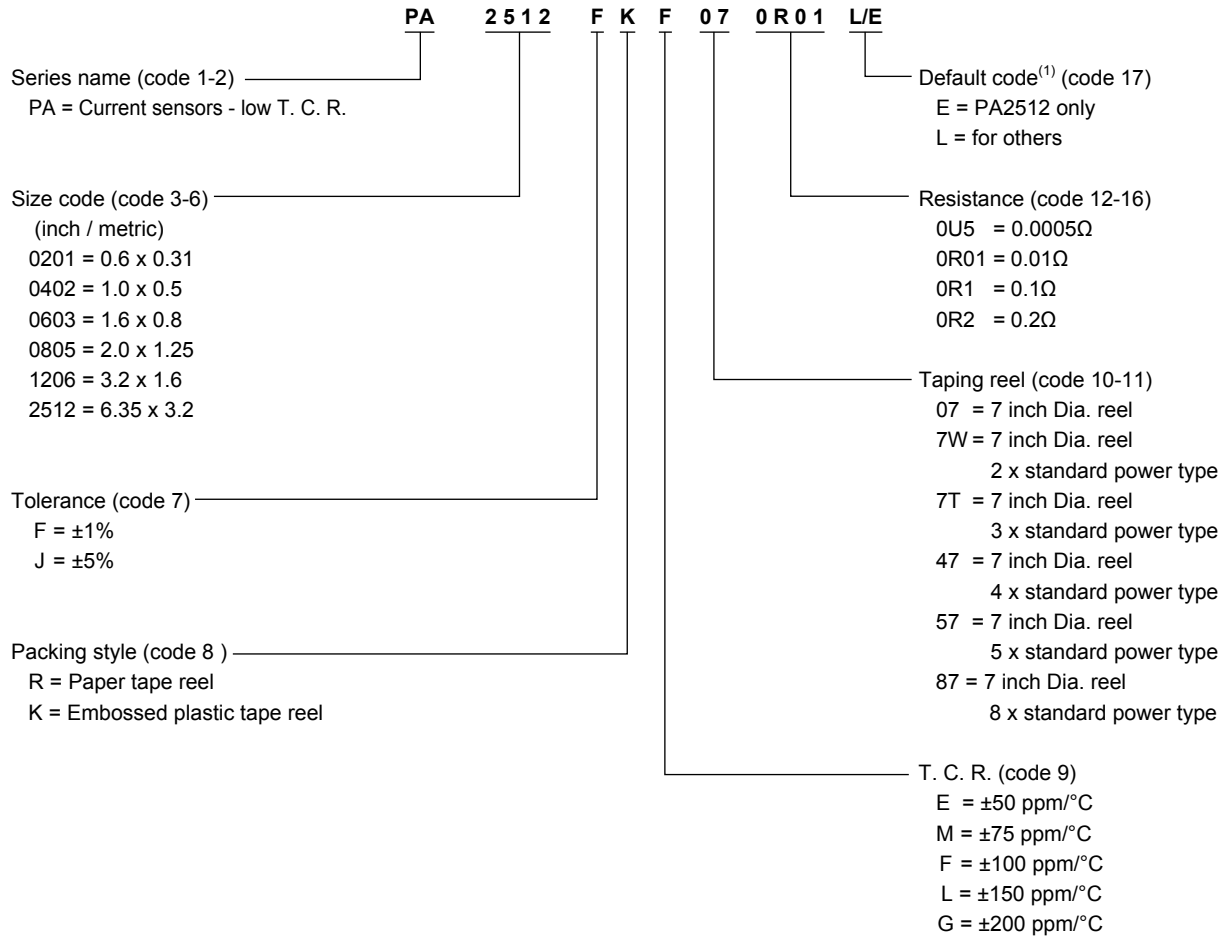 PA 2512 F K F 07 0R01 L/E
Series name (code 1-2)
PA = Current sensors - low T. C. R.
Size code (code 3-6)
(inch / metric)
0201 = 0.6 x 0.31
0402 = 1.0 x 0.5
0603 = 1.6 x 0.8
0805 = 2.0 x 1.25
1206 = 3.2 x 1.6
2512 = 6.35 x 3.2
Tolerance (code 7)
F = ±1%
J = ±5%
Packing style (code 8 )
R = Paper tape reel
K = Embossed plastic tape reel
Default code(1) (code 17)
E = PA2512 only
L = for others
Resistance (code 12-16)
0U5 = 0.0005Ω
0R01 = 0.01Ω
0R1 = 0.1Ω
0R2 = 0.2Ω
Taping reel (code 10-11)
07 = 7 inch Dia. reel
7W = 7 inch Dia. reel
2 x standard power type
7T = 7 inch Dia. reel
3 x standard power type
47 = 7 inch Dia. reel
4 x standard power type
57 = 7 inch Dia. reel
5 x standard power type
87 = 7 inch Dia. reel
8 x standard power type
T. C. R. (code 9)
E = ±50 ppm/°C
M = ±75 ppm/°C
F = ±100 ppm/°C
L = ±150 ppm/°C
G = ±200 ppm/°C